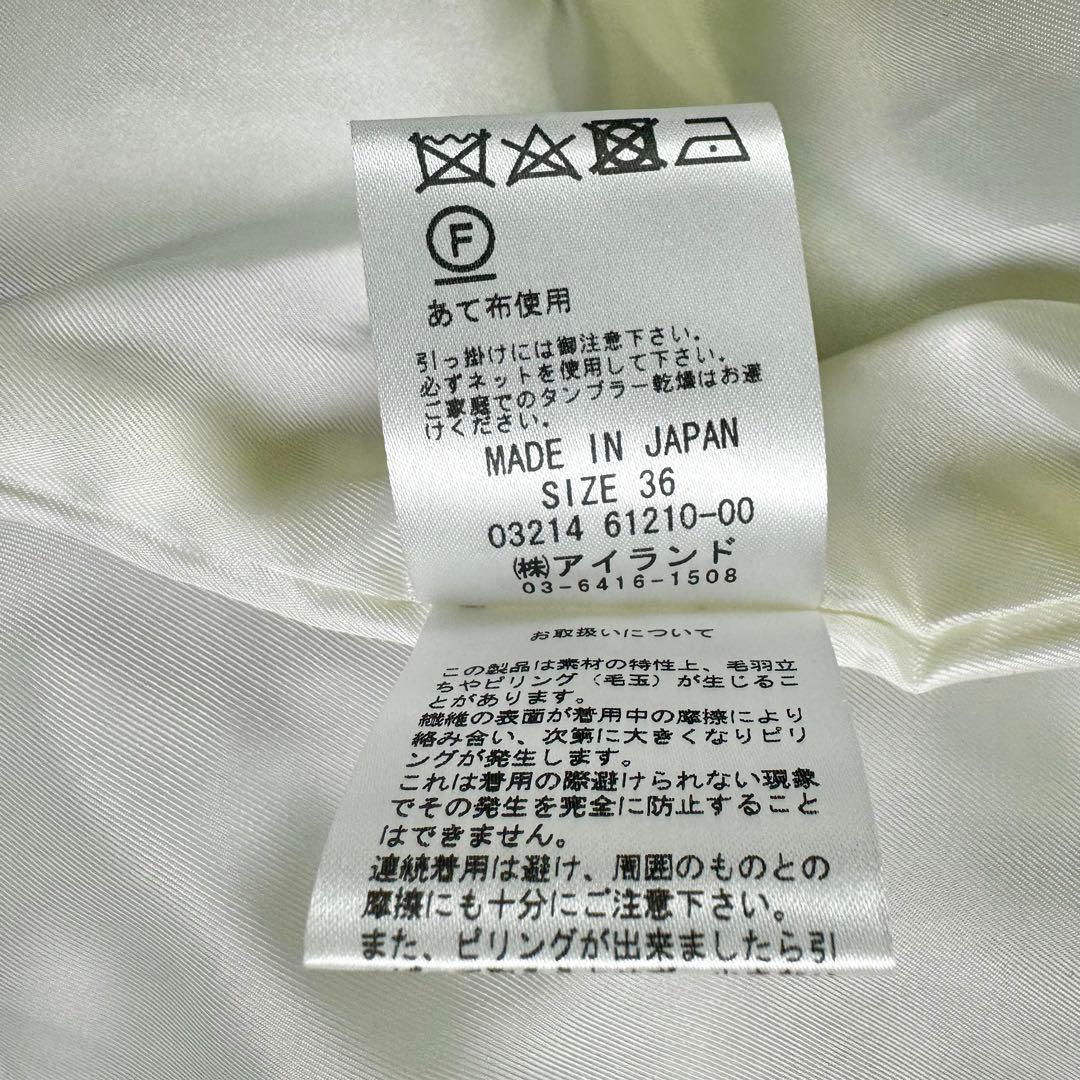 F
あて布使用
引っ掛けには御注意下さい。
必ずネットを使用して下さい。
ご家庭でのタンブラー乾燥はお避
けください。
MADE IN JAPAN
SIZE 36
03214 61210-00
(株)アイランド
03-6416-1508
お取扱いについて
この製品は素材の特性上、毛羽立
ちやピリング(毛玉)が生じるこ
とがあります。
繊維の表面が着用中の摩擦により
絡み合い、次第に大きくなりピリ
ングが発生します。
これは着用の際避けられない現象
でその発生を完全に防止すること
はできません。
連続着用は避け、周囲のものとの
摩擦にも十分にご注意下さい。
また、ピリングが出来ましたら引